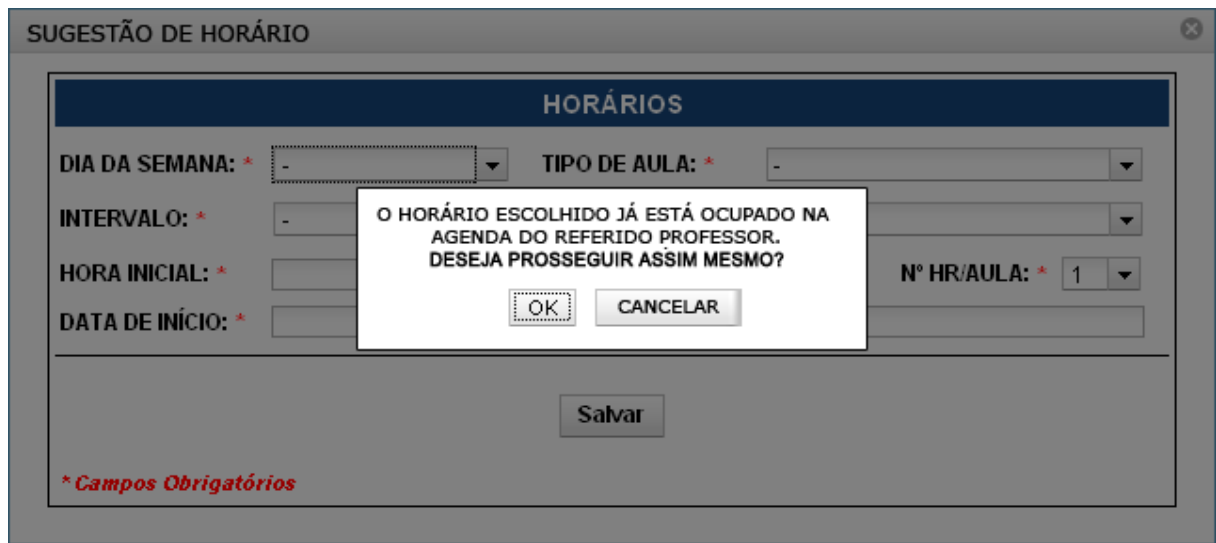 SUGESTÃO DE HORÁRIO
HORÁRIOS
DIA DA SEMANA: * - TIPO DE AULA: * -
INTERVALO: * -
O HORÁRIO ESCOLHIDO JÁ ESTÁ OCUPADO NA
AGENDA DO REFERIDO PROFESSOR.
DESEJA PROSSEGUIR ASSIM MESMO?
OK CANCELAR
HORA INICIAL: * Nº HR/AULA: * 1
DATA DE INÍCIO: *
Salvar
* Campos Obrigatórios